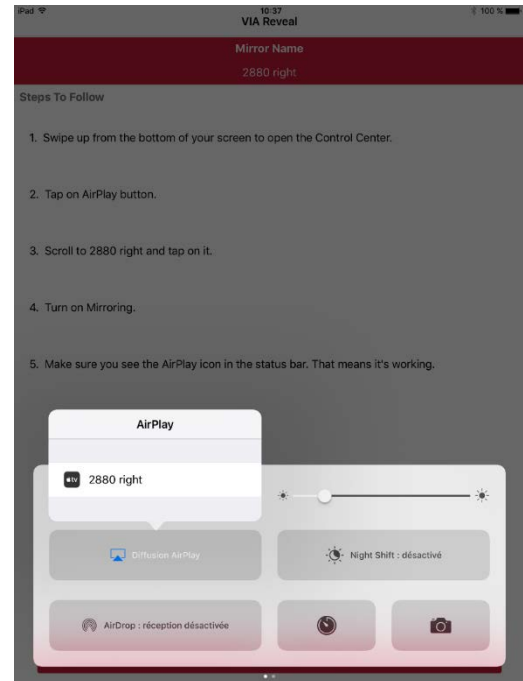 iPad 10:37 100 %
VIA Reveal
Mirror Name
2880 right
Steps To Follow
1. Swipe up from the bottom of your screen to open the Control Center.
2. Tap on AirPlay button.
3. Scroll to 2880 right and tap on it.
4. Turn on Mirroring.
5. Make sure you see the AirPlay icon in the status bar. That means it's working.
AirPlay
tv 2880 right
Diffusion AirPlay
Night Shift : désactivé
AirDrop : réception désactivée